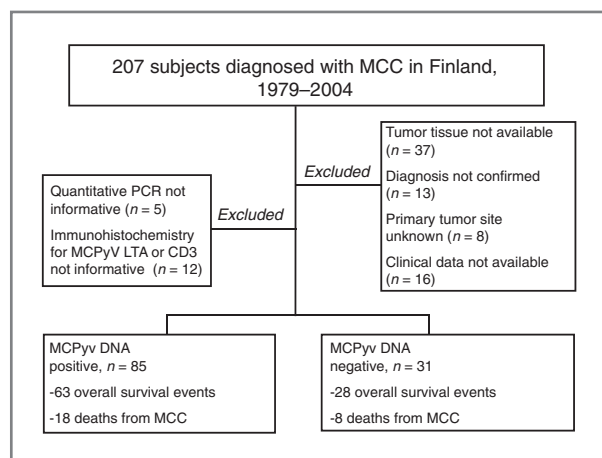 207 subjects diagnosed with MCC in Finland,
1979–2004
Excluded
Tumor tissue not available
(n = 37)
Diagnosis not confirmed
(n = 13)
Primary tumor site
unknown (n = 8)
Clinical data not available
(n = 16)
Excluded
Quantitative PCR not
informative (n = 5)
Immunohistochemistry
for MCPyV LTA or CD3
not informative (n = 12)
MCPyv DNA
positive, n = 85
-63 overall survival events
-18 deaths from MCC
MCPyv DNA
negative, n = 31
-28 overall survival events
-8 deaths from MCC